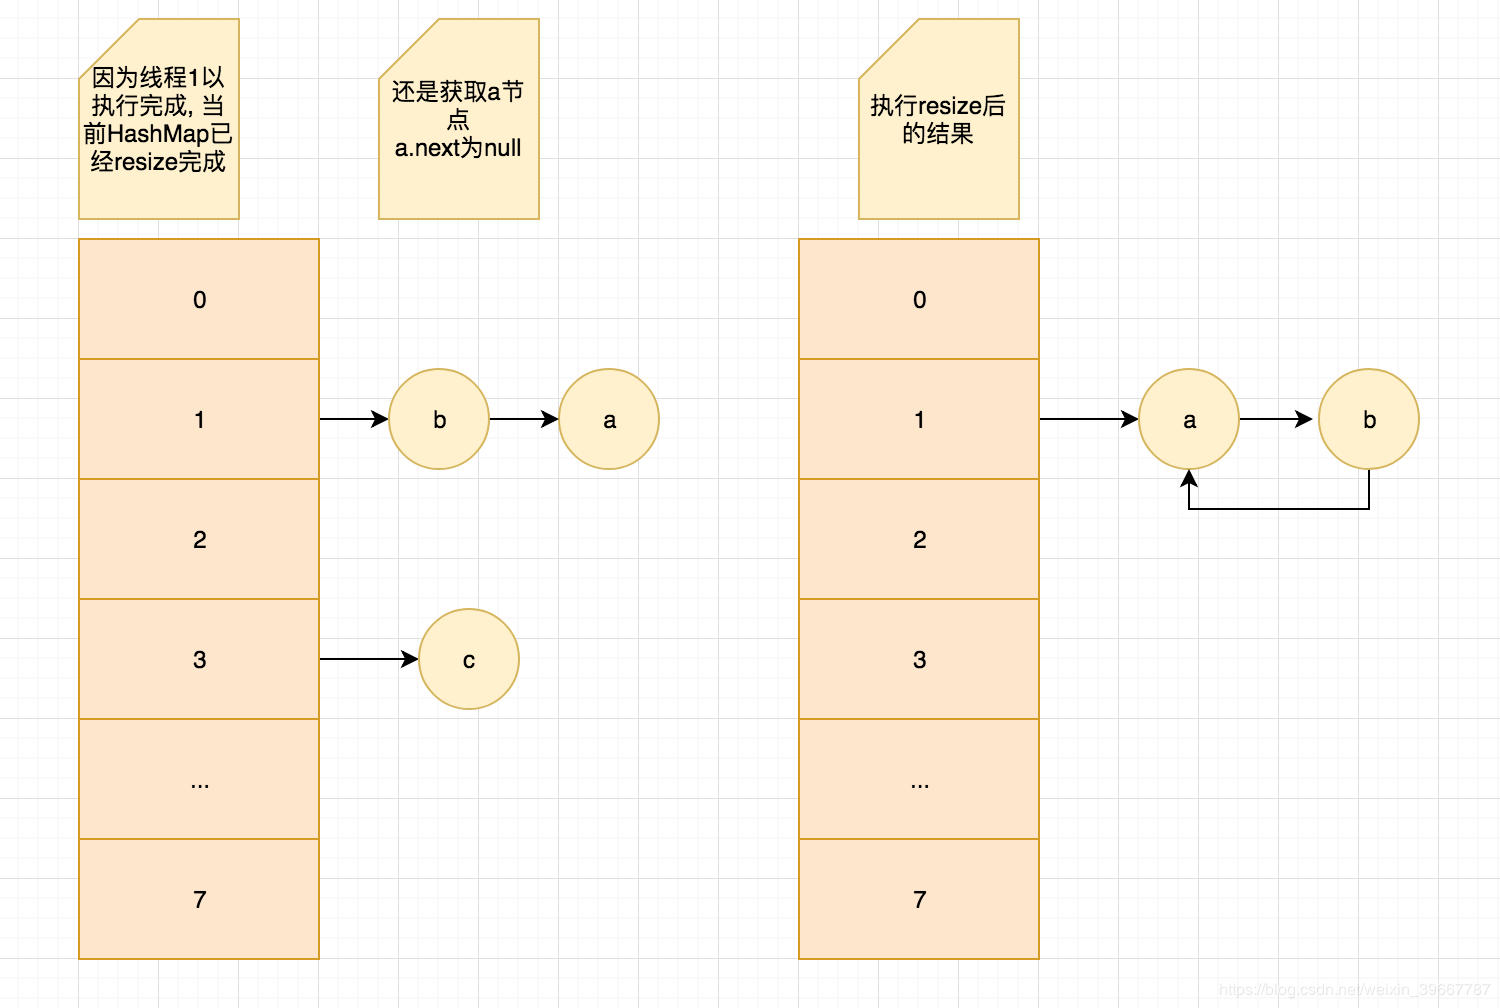 因为线程1以
执行完成, 当
前HashMap已
经resize完成
还是获取a节
点
a.next为null
执行resize后
的结果
0
1
b
a
2
3
c
...
7
0
1
a
b
2
3
...
7
https://blog.csdn.net/weixin_39667787